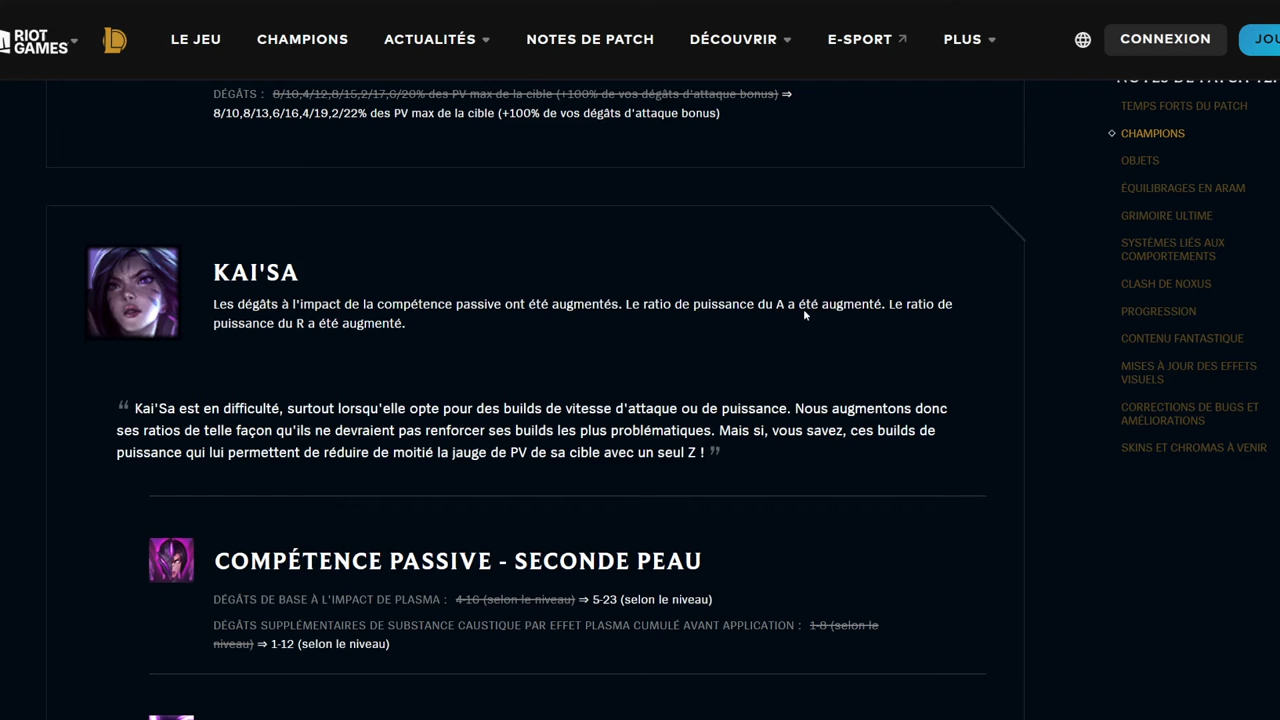 RIOT
GAMES
LE JEU
CHAMPIONS
ACTUALITÉS
NOTES DE PATCH
DÉCOUVRIR
E-SPORT
PLUS
CONNEXION
DÉGÂTS : 8/10,4/12,8/15,2/17,6/20% des PV max de la cible (+100% de vos dégâts d'attaque bonus) ⇒
8/10,8/13,6/16,4/19,2/22% des PV max de la cible (+100% de vos dégâts d'attaque bonus)
KAI'SA
Les dégâts à l'impact de la compétence passive ont été augmentés. Le ratio de puissance du A a été augmenté. Le ratio de
puissance du R a été augmenté.
“ Kai'Sa est en difficulté, surtout lorsqu'elle opte pour des builds de vitesse d'attaque ou de puissance. Nous augmentons donc
ses ratios de telle façon qu'ils ne devraient pas renforcer ses builds les plus problématiques. Mais si, vous savez, ces builds de
puissance qui lui permettent de réduire de moitié la jauge de PV de sa cible avec un seul Z ! ”
COMPÉTENCE PASSIVE - SECONDE PEAU
DÉGÂTS DE BASE À L'IMPACT DE PLASMA : 4-16 (selon le niveau) ⇒ 5-23 (selon le niveau)
DÉGÂTS SUPPLÉMENTAIRES DE SUBSTANCE CAUSTIQUE PAR EFFET PLASMA CUMULÉ AVANT APPLICATION : 1-8 (selon le
niveau) ⇒ 1-12 (selon le niveau)
TEMPS FORTS DU PATCH
CHAMPIONS
OBJETS
ÉQUILIBRAGES EN ARAM
GRIMOIRE ULTIME
SYSTÈMES LIÉS AUX
COMPORTEMENTS
CLASH DE NOXUS
PROGRESSION
CONTENU FANTASTIQUE
MISES À JOUR DES EFFETS
VISUELS
CORRECTIONS DE BUGS ET
AMÉLIORATIONS
SKINS ET CHROMAS À VENIR